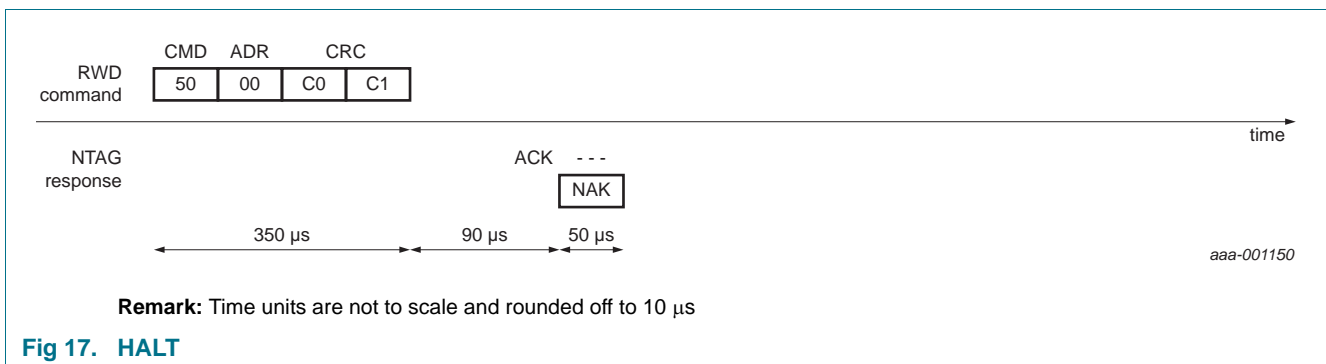 CMD ADR CRC
RWD command
50 00 C0 C1
time
NTAG response
ACK - - -
NAK
350 µs 90 µs 50 µs
aaa-001150
Remark: Time units are not to scale and rounded off to 10 µs
Fig 17. HALT